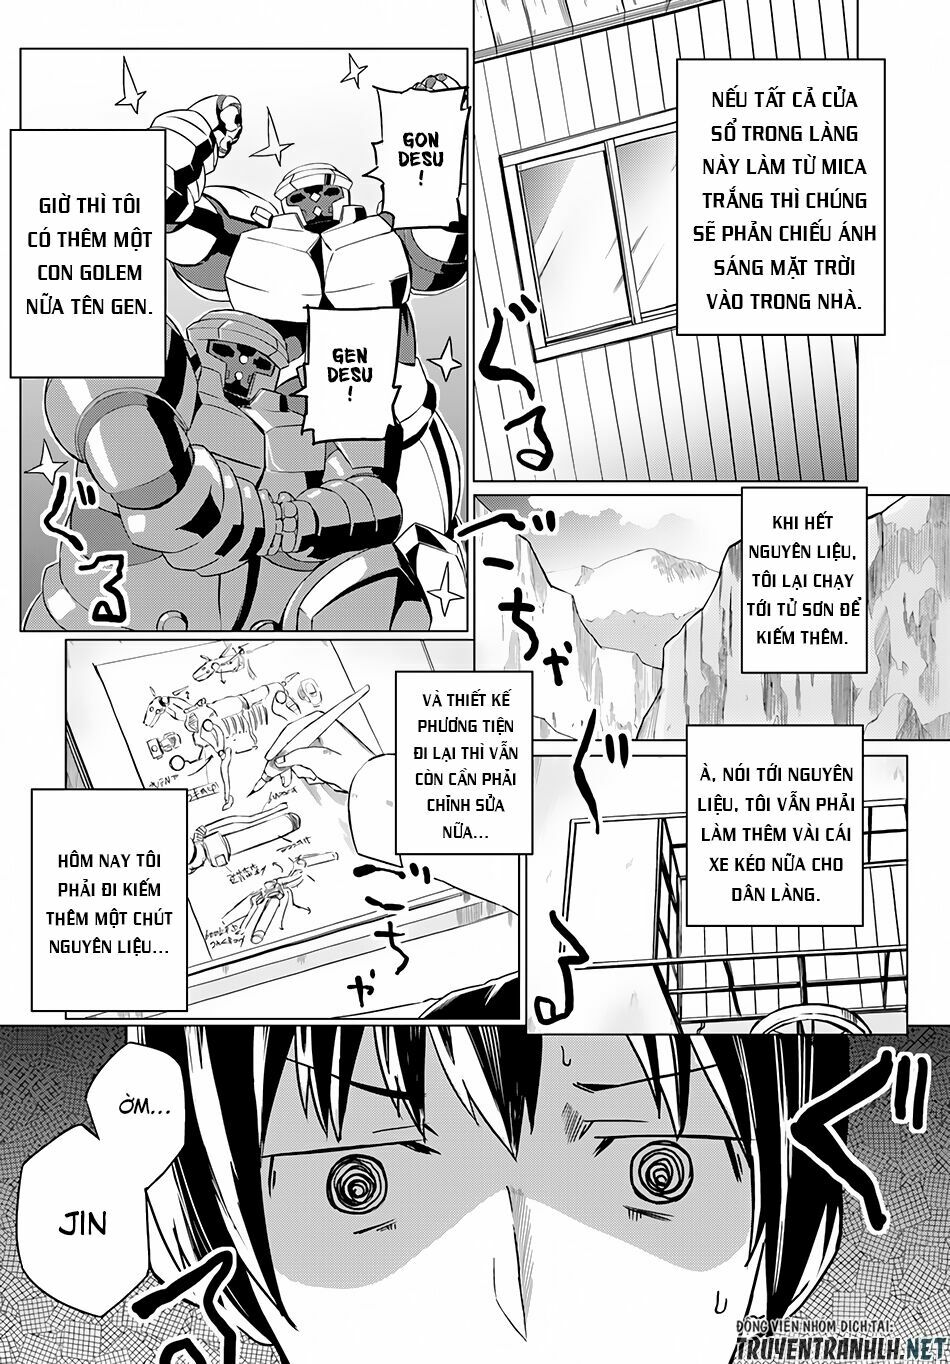 NẾU TẤT CẢ CỬA
SỔ TRONG LÀNG
NÀY LÀM TỪ MICA
TRẮNG THÌ CHÚNG
SẼ PHẢN CHIẾU ÁNH
SÁNG MẶT TRỜI
VÀO TRONG NHÀ.
GON
DESU
!
GIỜ THÌ TÔI
CÓ THÊM MỘT
CON GOLEM
NỮA TÊN GEN.
GEN
DESU
!
KHI HẾT
NGUYÊN LIỆU,
TÔI LẠI CHẠY
TỚI TỬ SƠN ĐỂ
KIẾM THÊM.
À, NÓI TỚI NGUYÊN
LIỆU, TÔI VẪN PHẢI
LÀM THÊM VÀI CÁI
XE KÉO NỮA CHO
DÂN LÀNG.
VÀ THIẾT KẾ
PHƯƠNG TIỆN
ĐI LẠI THÌ VẪN
CÒN CẦN PHẢI
CHỈNH SỬA
NỮA...
HÔM NAY TÔI
PHẢI ĐI KIẾM
THÊM MỘT CHÚT
NGUYÊN LIỆU...
ỜM...
JIN
ĐỘNG VIÊN NHÓM DỊCH TẠI:
TRUYENTRANHLH.NET